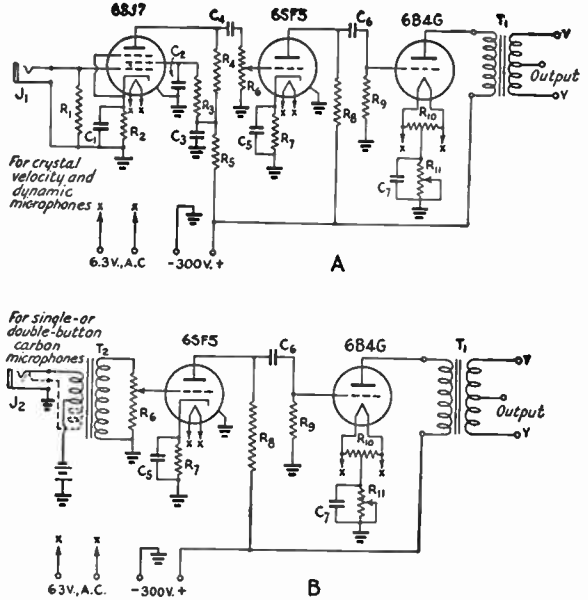 6SJ7
C4
6SF5
C6
6B4G
T1
V
Output
V
J1
R1
C1
R2
C2
R3
C3
R4
R5
R6
C5
R7
R8
R9
R10
R11
C7
For crystal
velocity and
dynamic
microphones
x x
6.3V., A.C.
-300V. +
A
For single- or
double-button
carbon
microphones
T2
J2
R6
6SF5
C5
R7
C6
R8
R9
6B4G
R10
R11
C7
T1
V
Output
V
x x
63V., A.C.
-300V. +
B